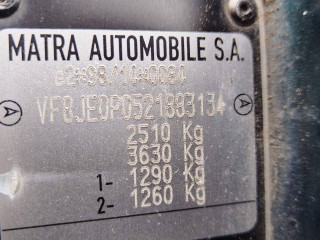 MATRA AUTOMOBILE S.A.
e2*98/14*0084
VF8JE0P0521883134
2510 Kg
3630 Kg
1- 1290 Kg
2- 1260 Kg